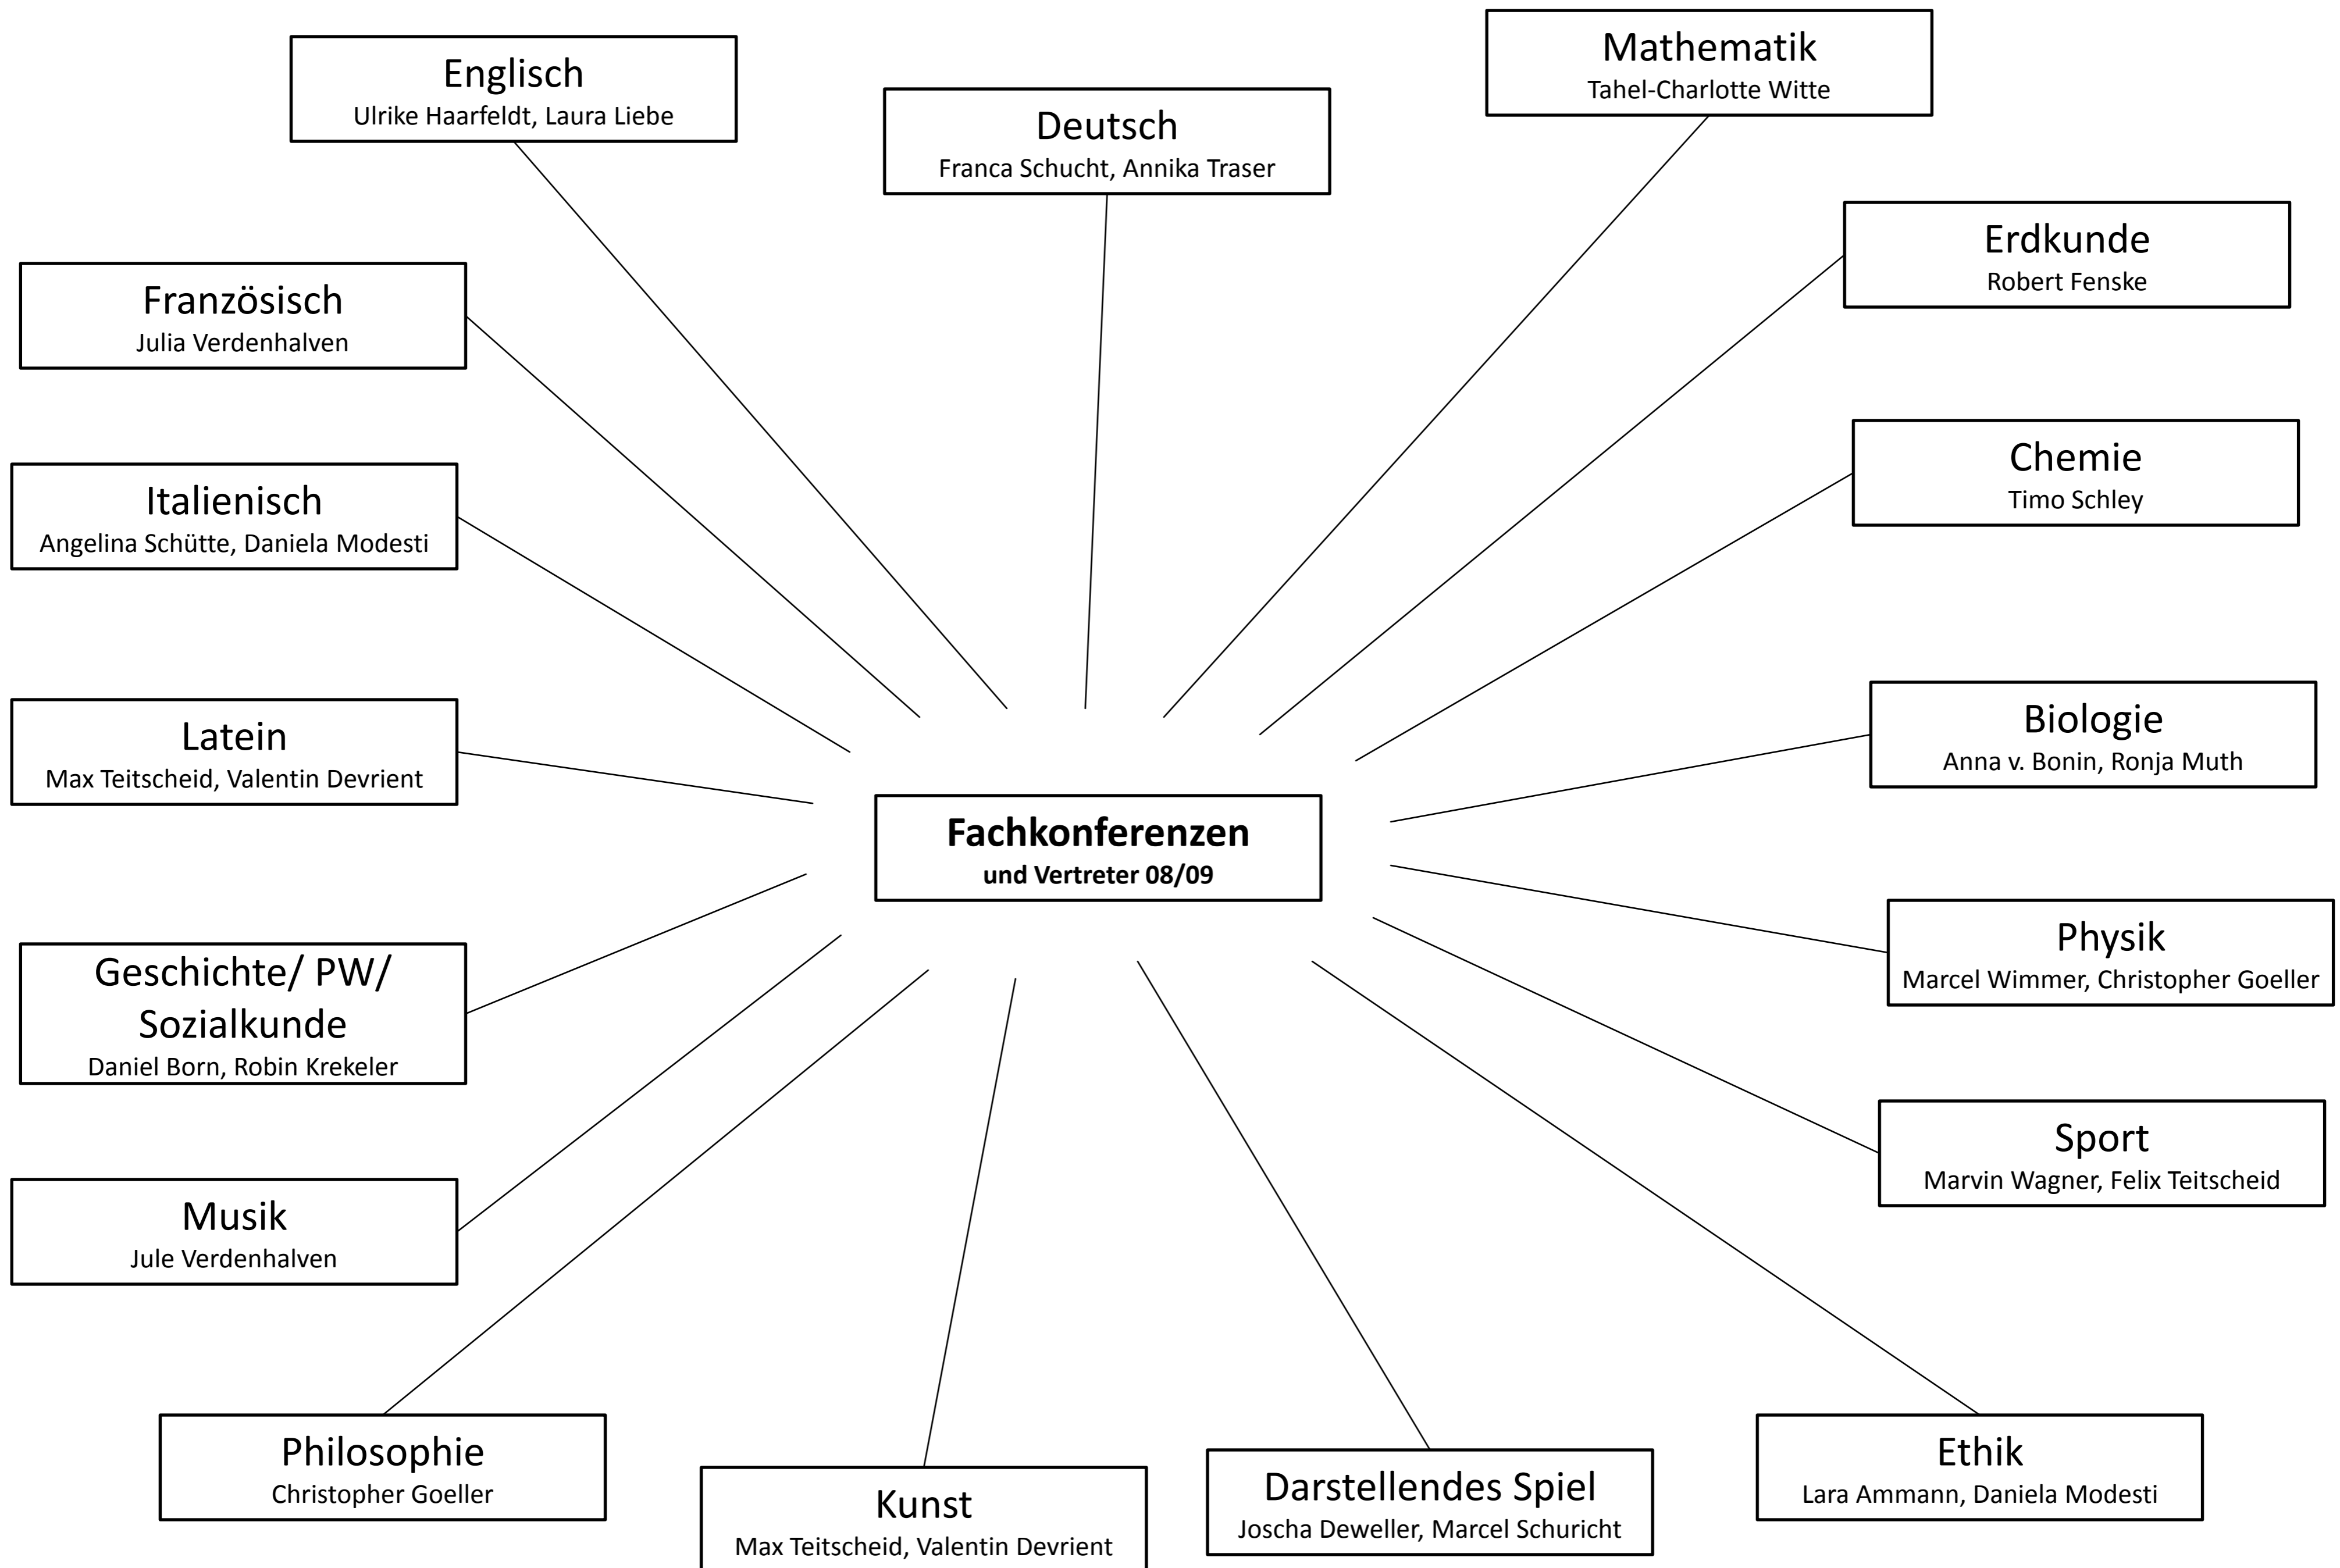 Mathematik
Tahel-Charlotte Witte
Englisch
Ulrike Haarfeldt, Laura Liebe
Deutsch
Franca Schucht, Annika Traser
Erdkunde
Robert Fenske
Französisch
Julia Verdenhalven
Chemie
Timo Schley
Italienisch
Angelina Schütte, Daniela Modesti
Biologie
Anna v. Bonin, Ronja Muth
Latein
Max Teitscheid, Valentin Devrient
Fachkonferenzen
und Vertreter 08/09
Physik
Marcel Wimmer, Christopher Goeller
Geschichte/ PW/
Sozialkunde
Daniel Born, Robin Krekeler
Sport
Marvin Wagner, Felix Teitscheid
Musik
Jule Verdenhalven
Philosophie
Christopher Goeller
Kunst
Max Teitscheid, Valentin Devrient
Darstellendes Spiel
Joscha Deweller, Marcel Schuricht
Ethik
Lara Ammann, Daniela Modesti